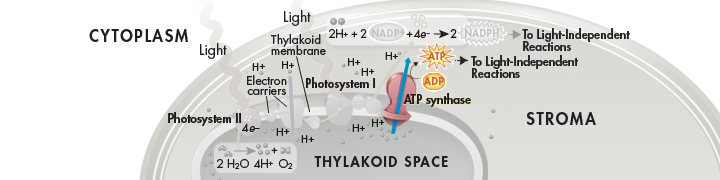 Light
CYTOPLASM
2H+ + 2 NADP+ +4e– 2 NADPH To Light-Independent
Reactions
Light
Thylakoid
membrane
H+ ATP To Light-Independent
Reactions
H+ H+ H+ H+
Electron
carriers
Photosystem I
ADP
ATP synthase
Photosystem II
4e– H+ H+ H+ H+
STROMA
+
2 H₂O 4H+ O₂
THYLAKOID SPACE